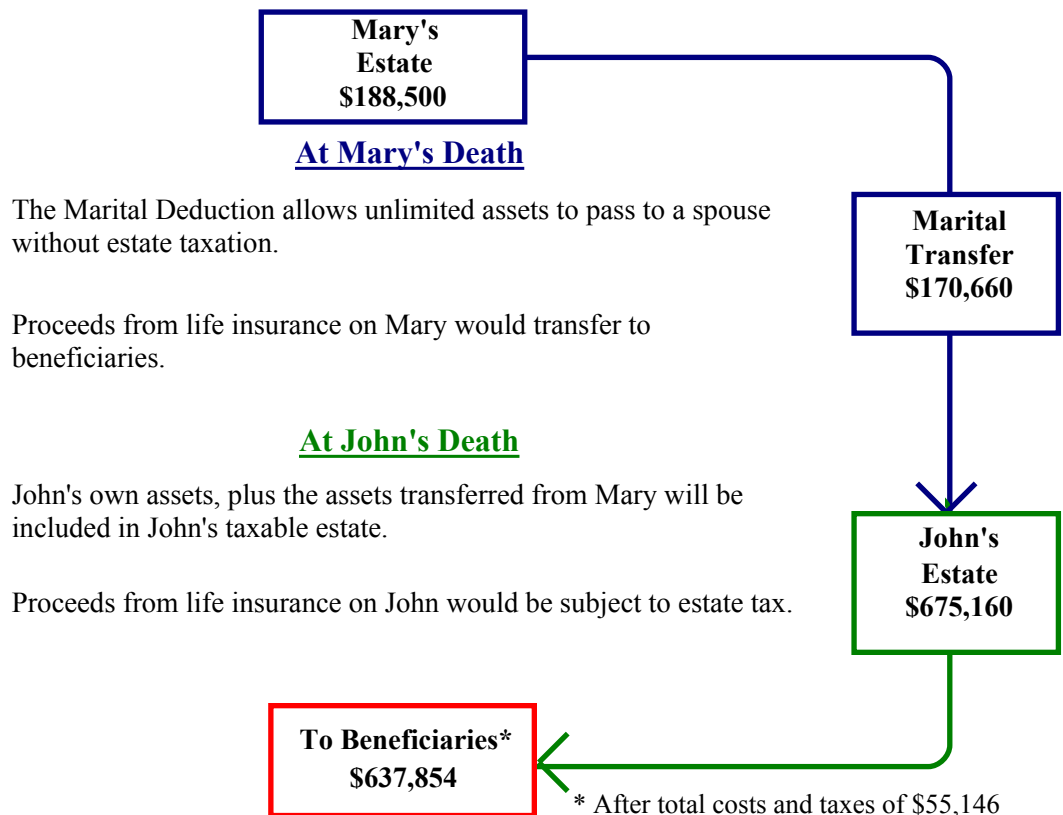 Mary's
Estate
$188,500
At Mary's Death
The Marital Deduction allows unlimited assets to pass to a spouse
without estate taxation.
Marital
Transfer
$170,660
Proceeds from life insurance on Mary would transfer to
beneficiaries.
At John's Death
John's own assets, plus the assets transferred from Mary will be
included in John's taxable estate.
John's
Estate
$675,160
Proceeds from life insurance on John would be subject to estate tax.
To Beneficiaries*
$637,854
* After total costs and taxes of $55,146